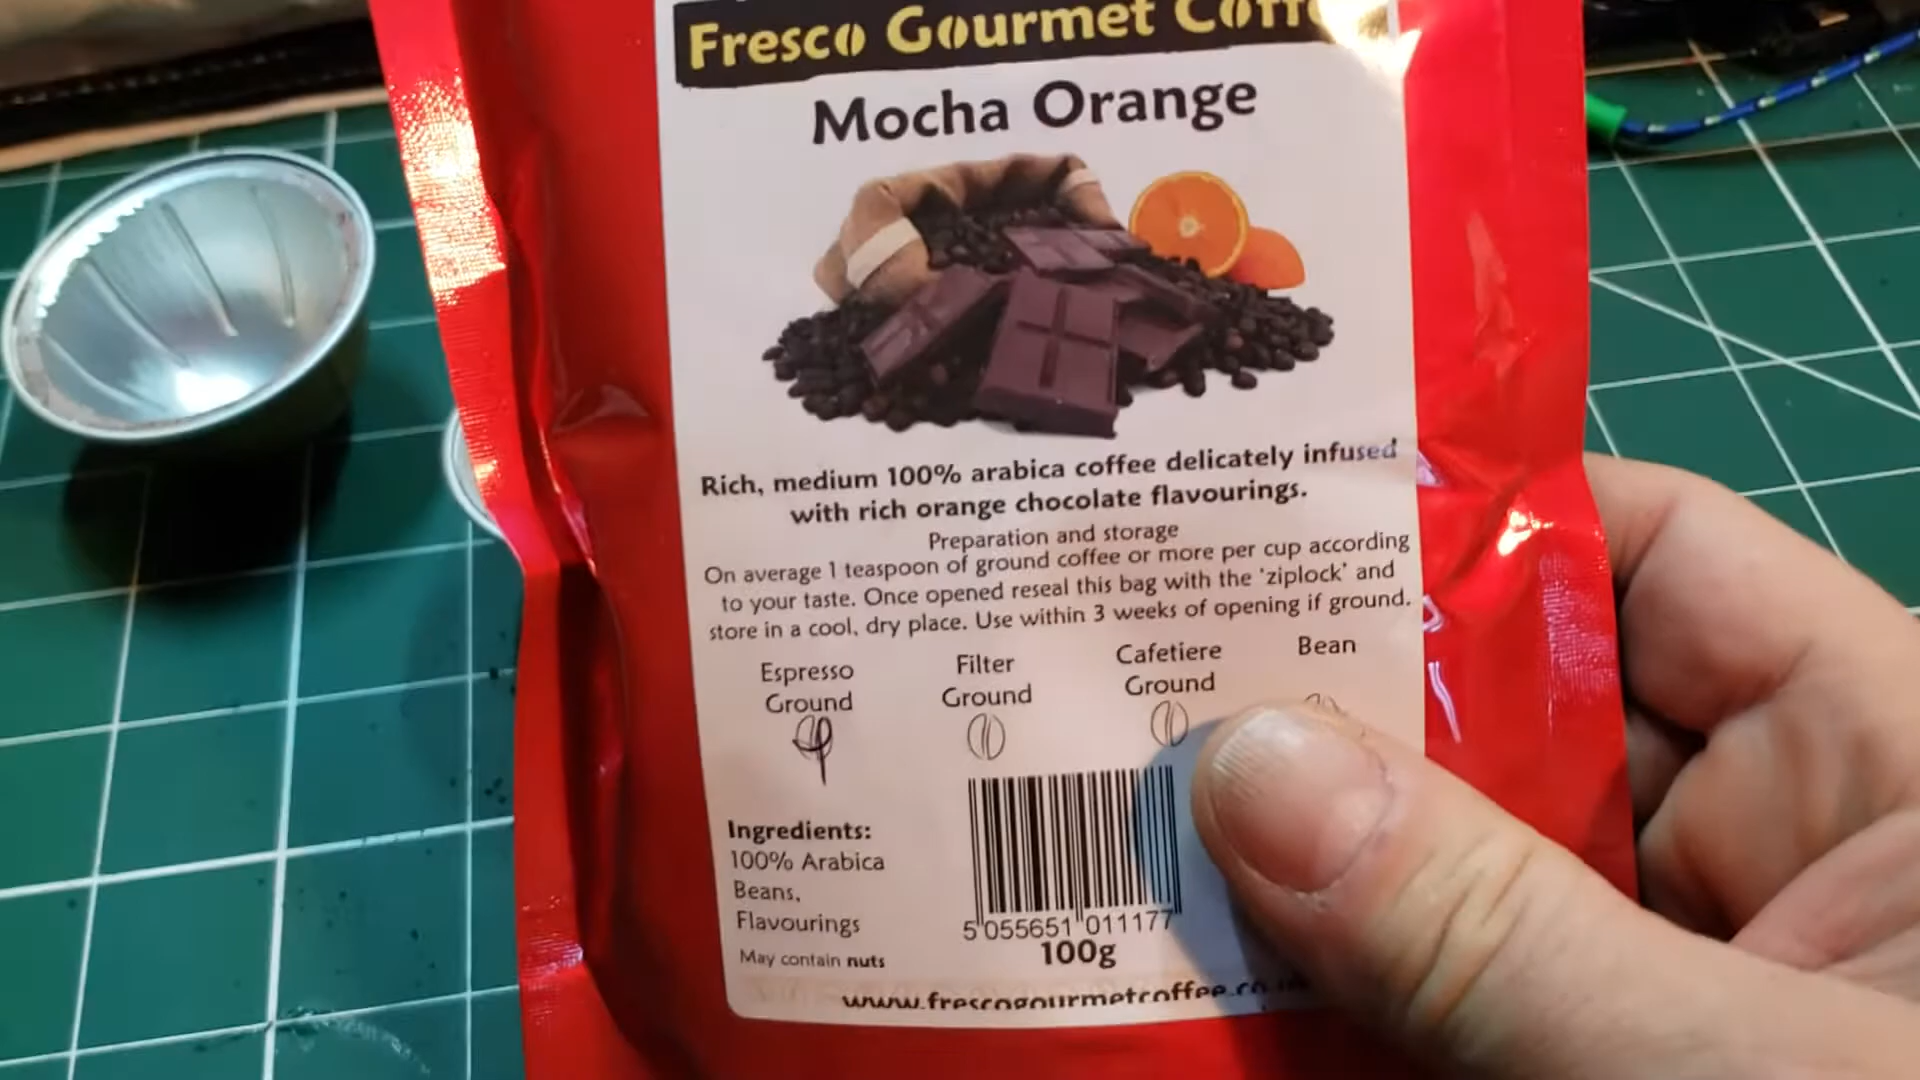 Fresco Gourmet
Mocha Orange
Rich, medium 100% arabica coffee delicately infused
with rich orange chocolate flavourings.
Preparation and storage
On average 1 teaspoon of ground coffee or more per cup according
to your taste. Once opened reseal this bag with the 'ziplock' and
store in a cool, dry place. Use within 3 weeks of opening if ground.
Espresso Ground
Filter Ground
Cafetiere Ground
Bean
Ingredients:
100% Arabica
Beans,
Flavourings
May contain nuts
5 055651 011177
100g